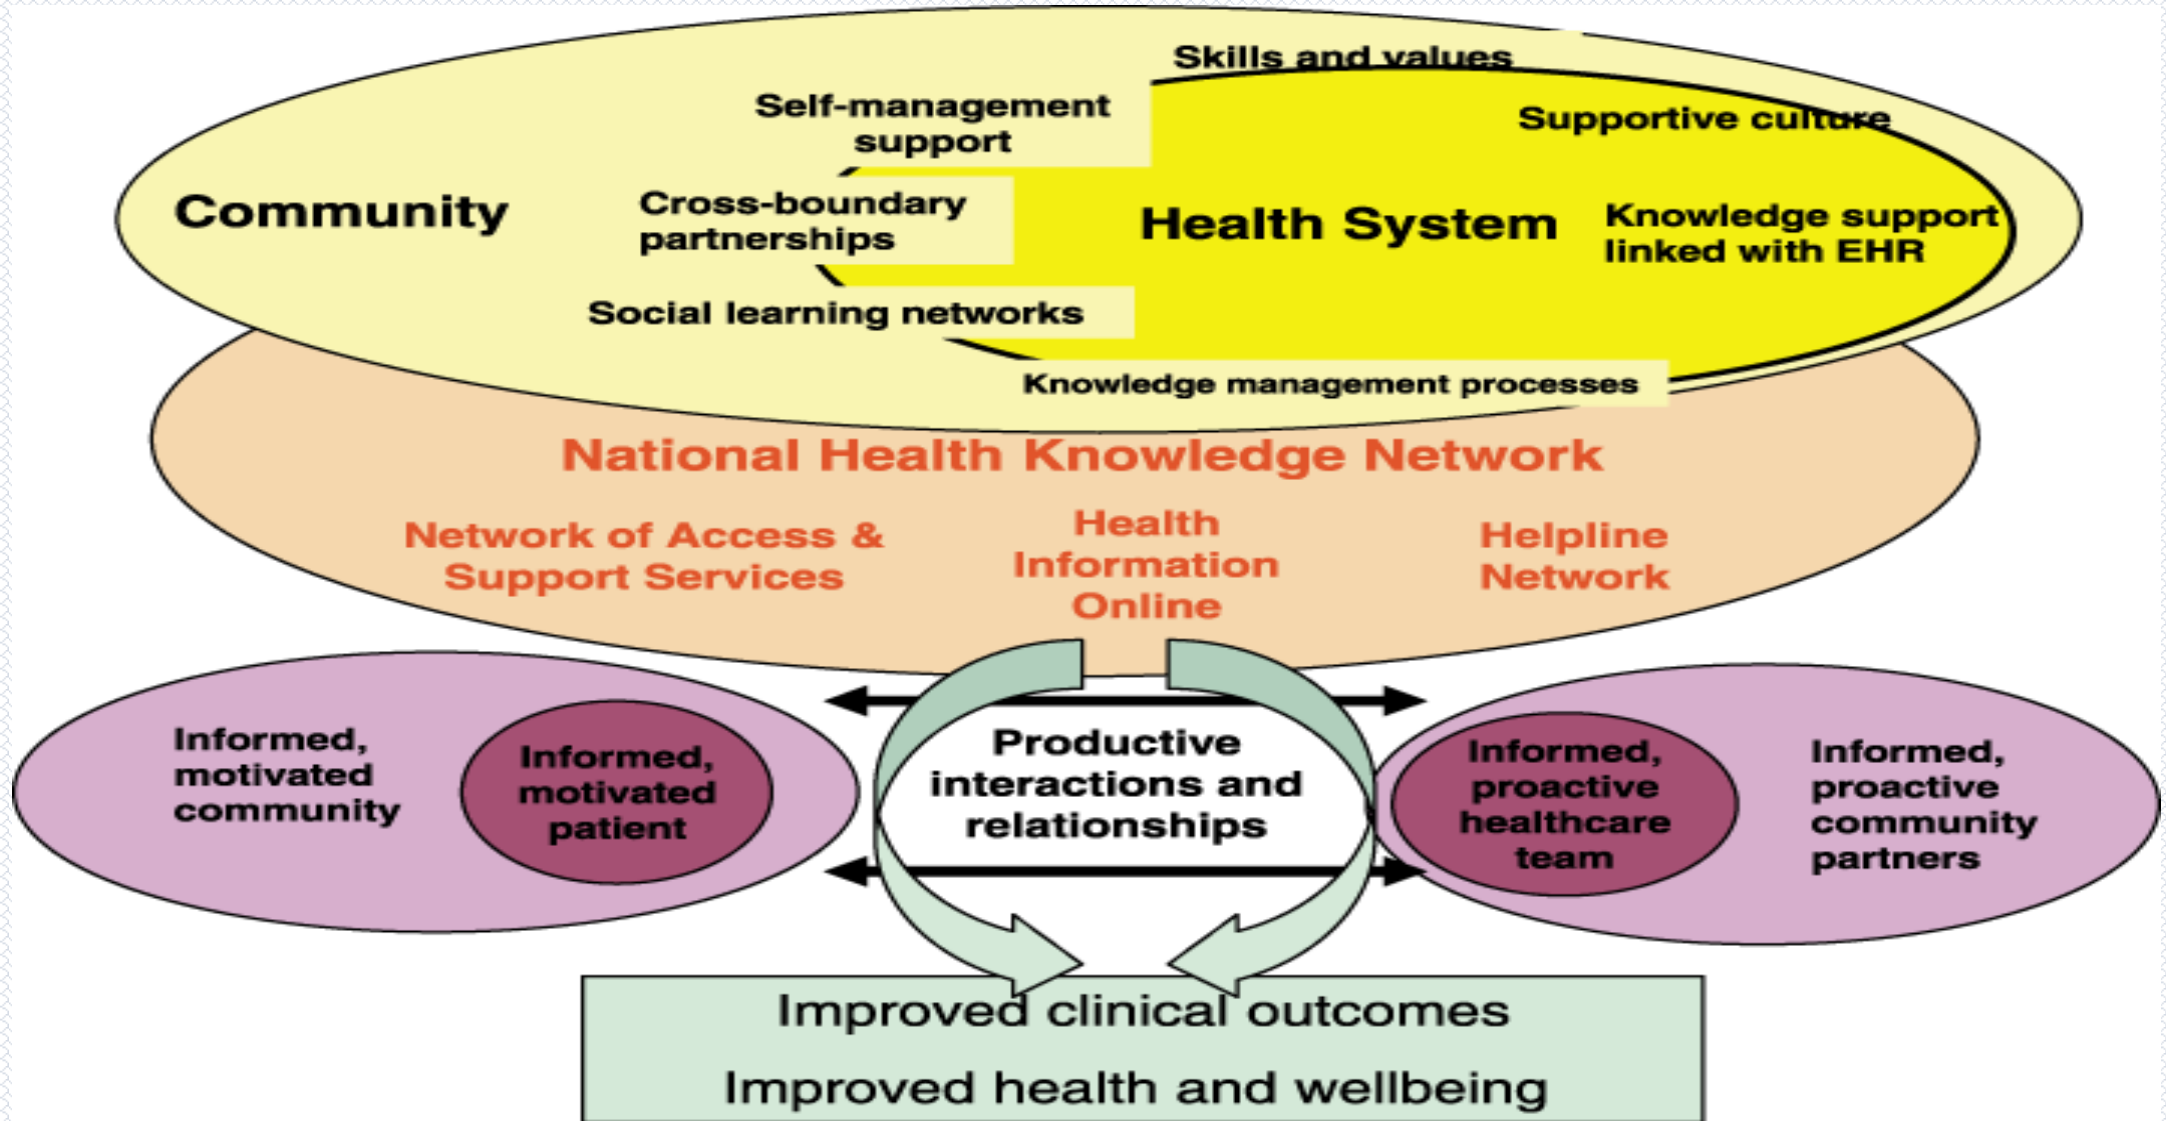 Skills and values
Self-management
support
Supportive culture
Community
Cross-boundary
partnerships
Health System
Knowledge support
linked with EHR
Social learning networks
Knowledge management processes
National Health Knowledge Network
Network of Access &
Support Services
Health
Information
Online
Helpline
Network
Informed,
motivated
community
Informed,
motivated
patient
Productive
interactions and
relationships
Informed,
proactive
healthcare
team
Informed,
proactive
community
partners
Improved clinical outcomes
Improved health and wellbeing